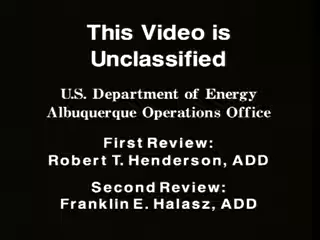 This Video is
Unclassified
U.S. Department of Energy
Albuquerque Operations Office
First Review:
Robert T. Henderson, ADD
Second Review:
Franklin E. Halasz, ADD